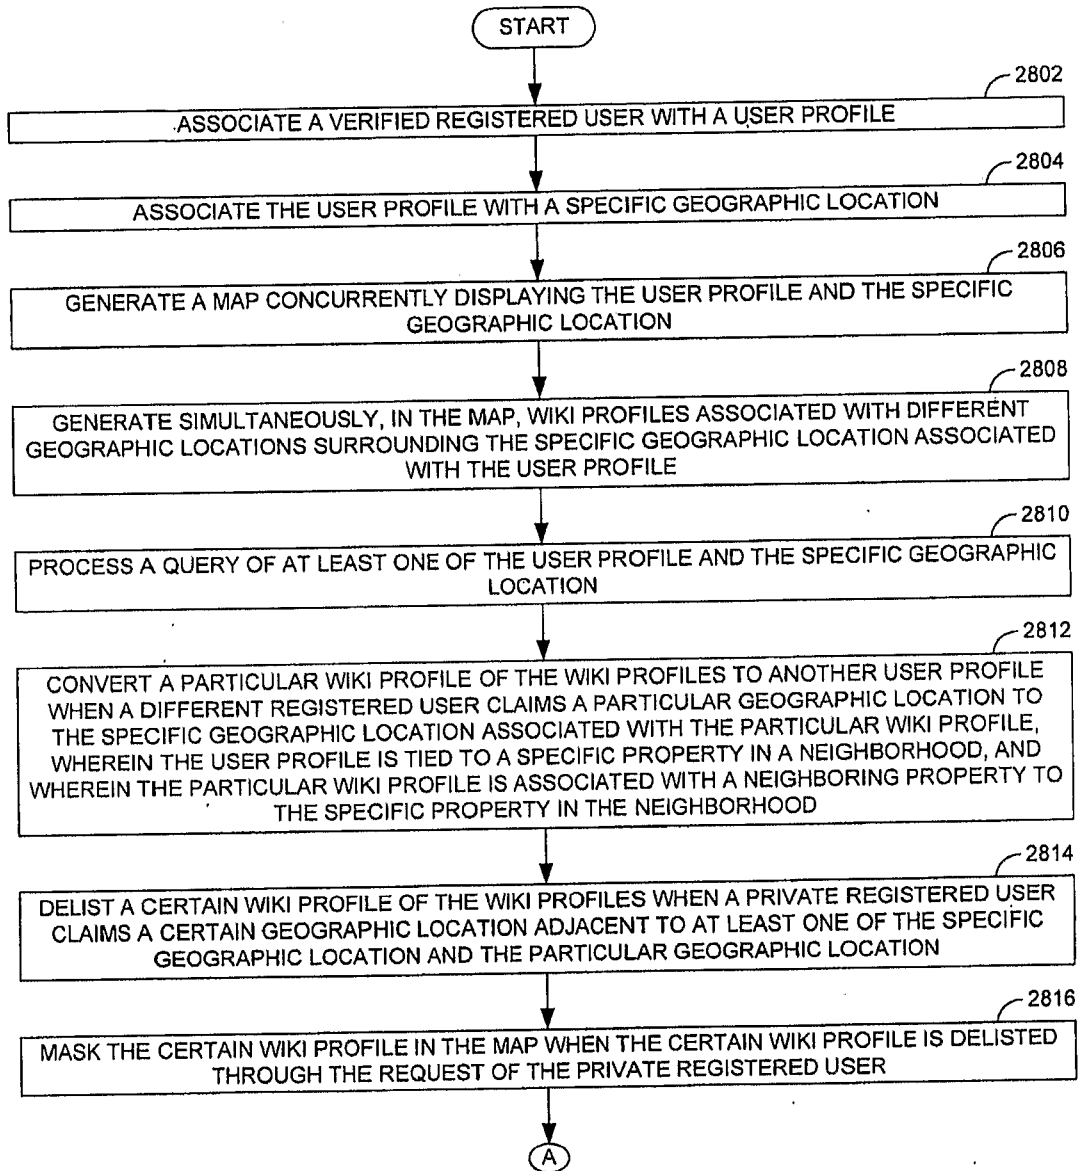 START
2802
ASSOCIATE A VERIFIED REGISTERED USER WITH A USER PROFILE
2804
ASSOCIATE THE USER PROFILE WITH A SPECIFIC GEOGRAPHIC LOCATION
2806
GENERATE A MAP CONCURRENTLY DISPLAYING THE USER PROFILE AND THE SPECIFIC
GEOGRAPHIC LOCATION
2808
GENERATE SIMULTANEOUSLY, IN THE MAP, WIKI PROFILES ASSOCIATED WITH DIFFERENT
GEOGRAPHIC LOCATIONS SURROUNDING THE SPECIFIC GEOGRAPHIC LOCATION ASSOCIATED
WITH THE USER PROFILE
2810
PROCESS A QUERY OF AT LEAST ONE OF THE USER PROFILE AND THE SPECIFIC GEOGRAPHIC
LOCATION
2812
CONVERT A PARTICULAR WIKI PROFILE OF THE WIKI PROFILES TO ANOTHER USER PROFILE
WHEN A DIFFERENT REGISTERED USER CLAIMS A PARTICULAR GEOGRAPHIC LOCATION TO
THE SPECIFIC GEOGRAPHIC LOCATION ASSOCIATED WITH THE PARTICULAR WIKI PROFILE,
WHEREIN THE USER PROFILE IS TIED TO A SPECIFIC PROPERTY IN A NEIGHBORHOOD, AND
WHEREIN THE PARTICULAR WIKI PROFILE IS ASSOCIATED WITH A NEIGHBORING PROPERTY TO
THE SPECIFIC PROPERTY IN THE NEIGHBORHOOD
2814
DELIST A CERTAIN WIKI PROFILE OF THE WIKI PROFILES WHEN A PRIVATE REGISTERED USER
CLAIMS A CERTAIN GEOGRAPHIC LOCATION ADJACENT TO AT LEAST ONE OF THE SPECIFIC
GEOGRAPHIC LOCATION AND THE PARTICULAR GEOGRAPHIC LOCATION
2816
MASK THE CERTAIN WIKI PROFILE IN THE MAP WHEN THE CERTAIN WIKI PROFILE IS DELISTED
THROUGH THE REQUEST OF THE PRIVATE REGISTERED USER
A